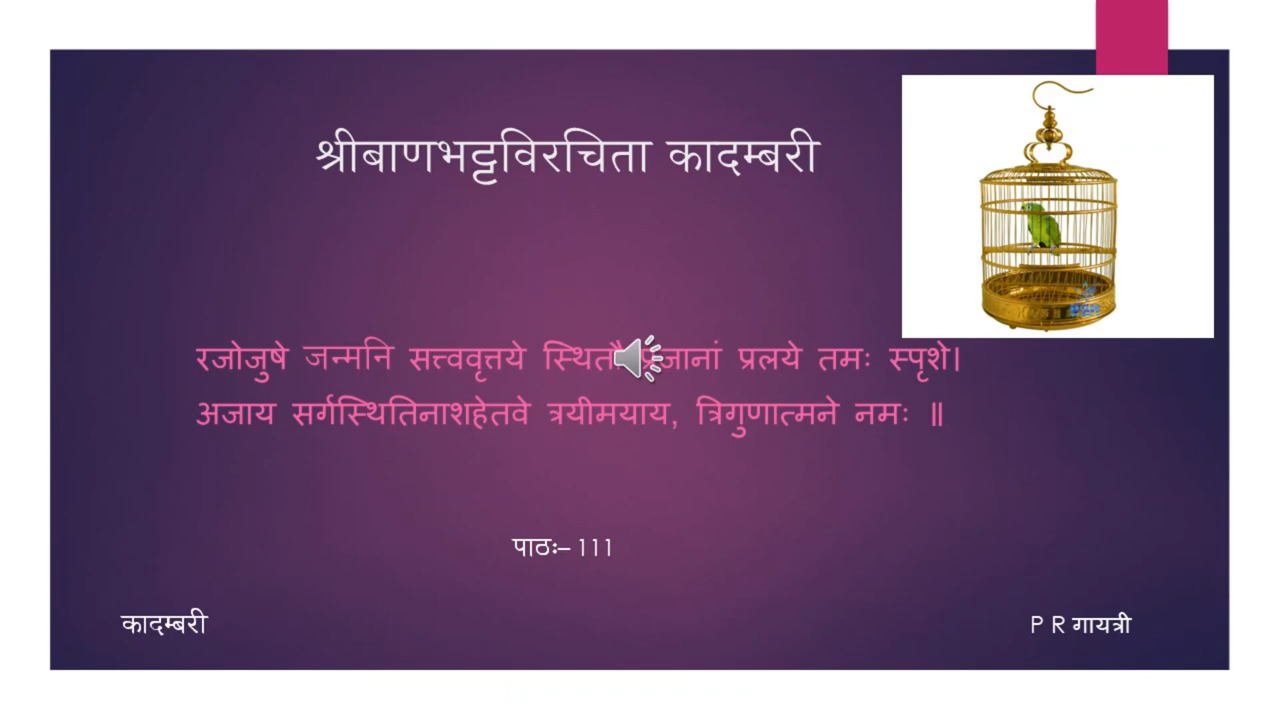 श्रीबाणभट्टविरचिता कादम्बरी
रजोजुषे जन्मनि सत्त्ववृत्तये स्थितौ प्रजानां प्रलये तमः स्पृशे।
अजाय सर्गस्थितिनाशहेतवे त्रयीमयाय, त्रिगुणात्मने नमः ॥
पाठः– 111
कादम्बरी
P R गायत्री